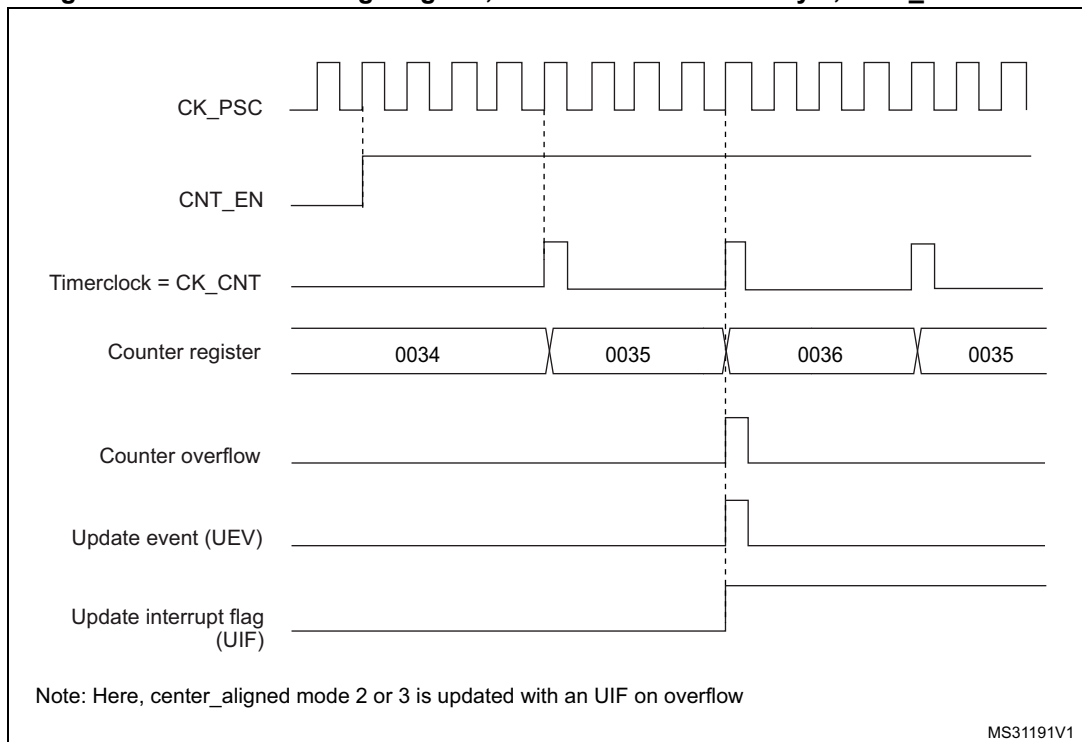 CK_PSC
CNT_EN
Timerclock = CK_CNT
Counter register
0034
0035
0036
0035
Counter overflow
Update event (UEV)
Update interrupt flag
(UIF)
Note: Here, center_aligned mode 2 or 3 is updated with an UIF on overflow
MS31191V1